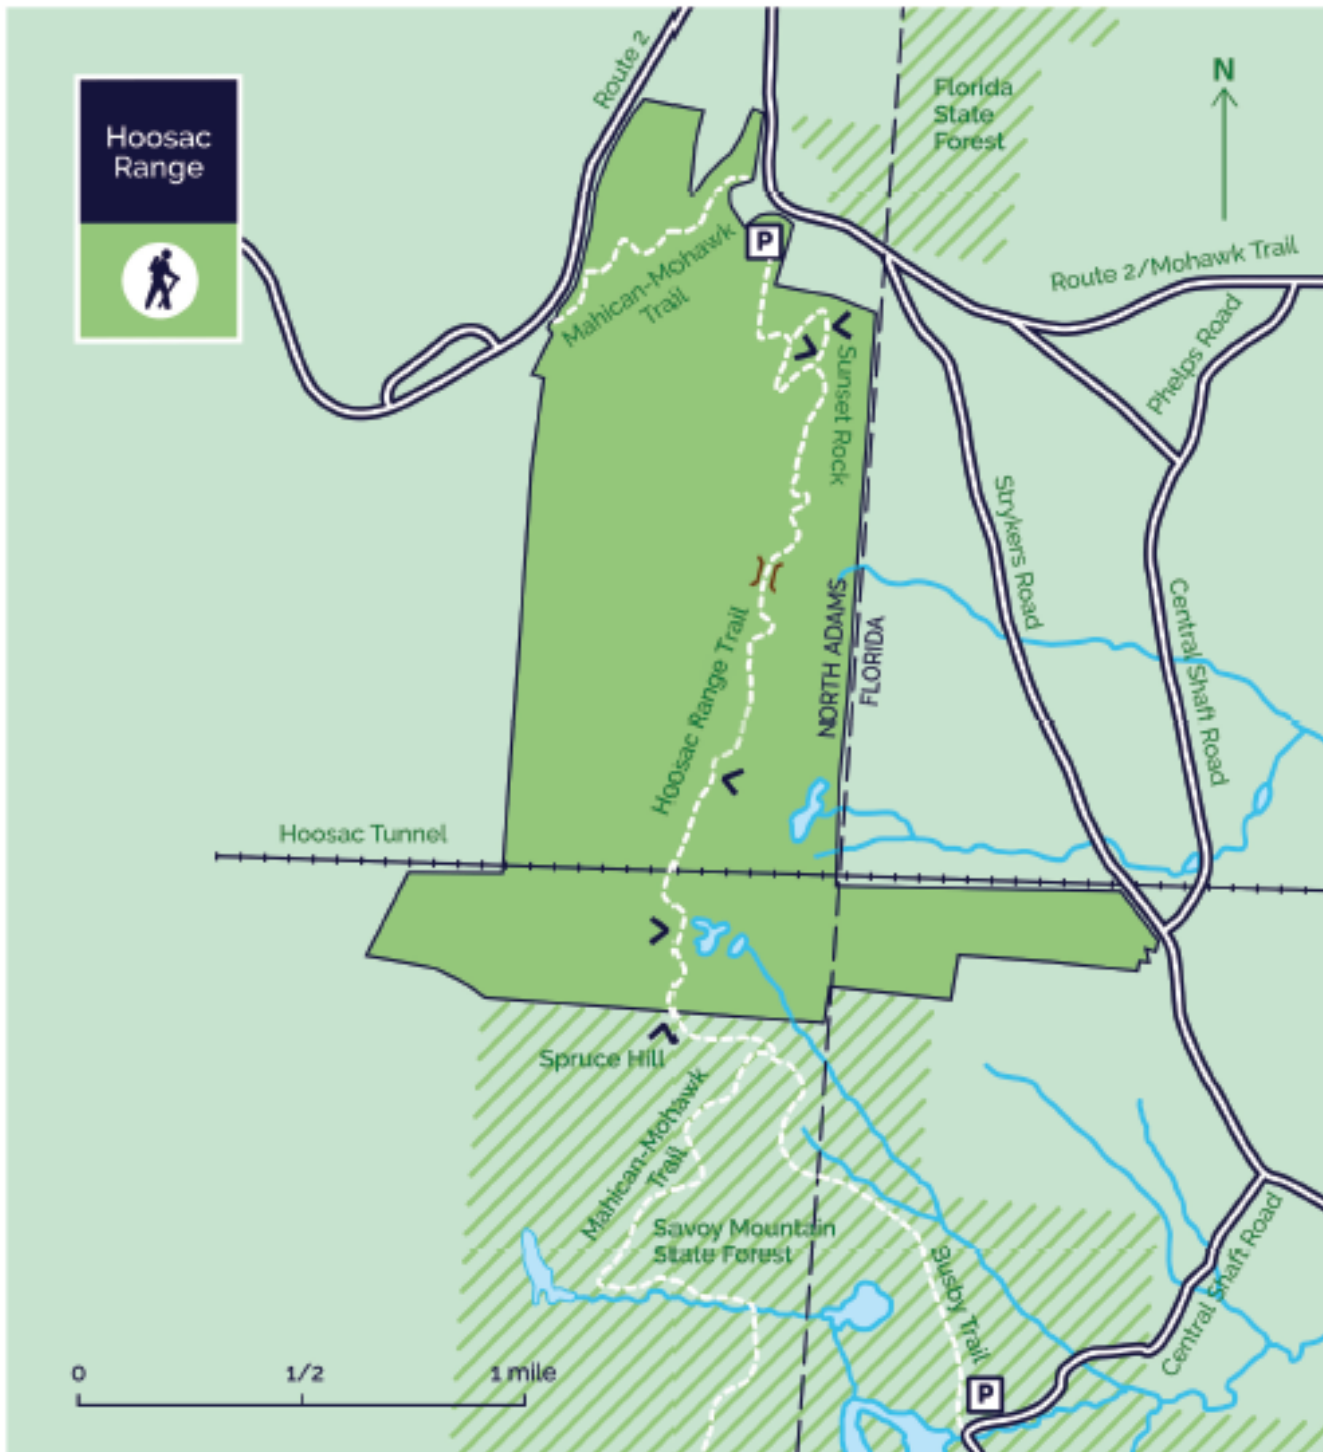 Hoosac
Range
Route 2
Florida
State
Forest
N
P
Mahican-Mohawk
Trail
Route 2/Mohawk Trail
Phelps Road
Sunset Rock
Strykers Road
Central Shaft Road
NORTH ADAMS
FLORIDA
Hoosac Range Trail
Hoosac Tunnel
Spruce Hill
Mahican-Mohawk
Trail
Savoy Mountain
State Forest
Busby Trail
Central Shaft Road
P
0 1/2 1 mile